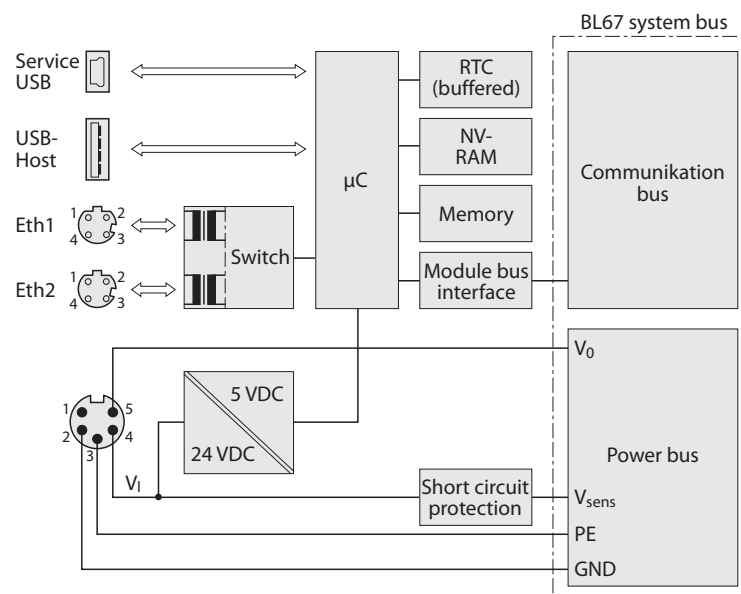 BL67 system bus
Service
USB
RTC
(buffered)
USB-
Host
NV-
RAM
µC
Communikation
bus
Memory
Eth1
1
2
4
3
Switch
Module bus
interface
Eth2
1
2
4
3
V0
5 VDC
24 VDC
1
5
2
4
3
Power bus
VI
Short circuit
protection
Vsens
PE
GND